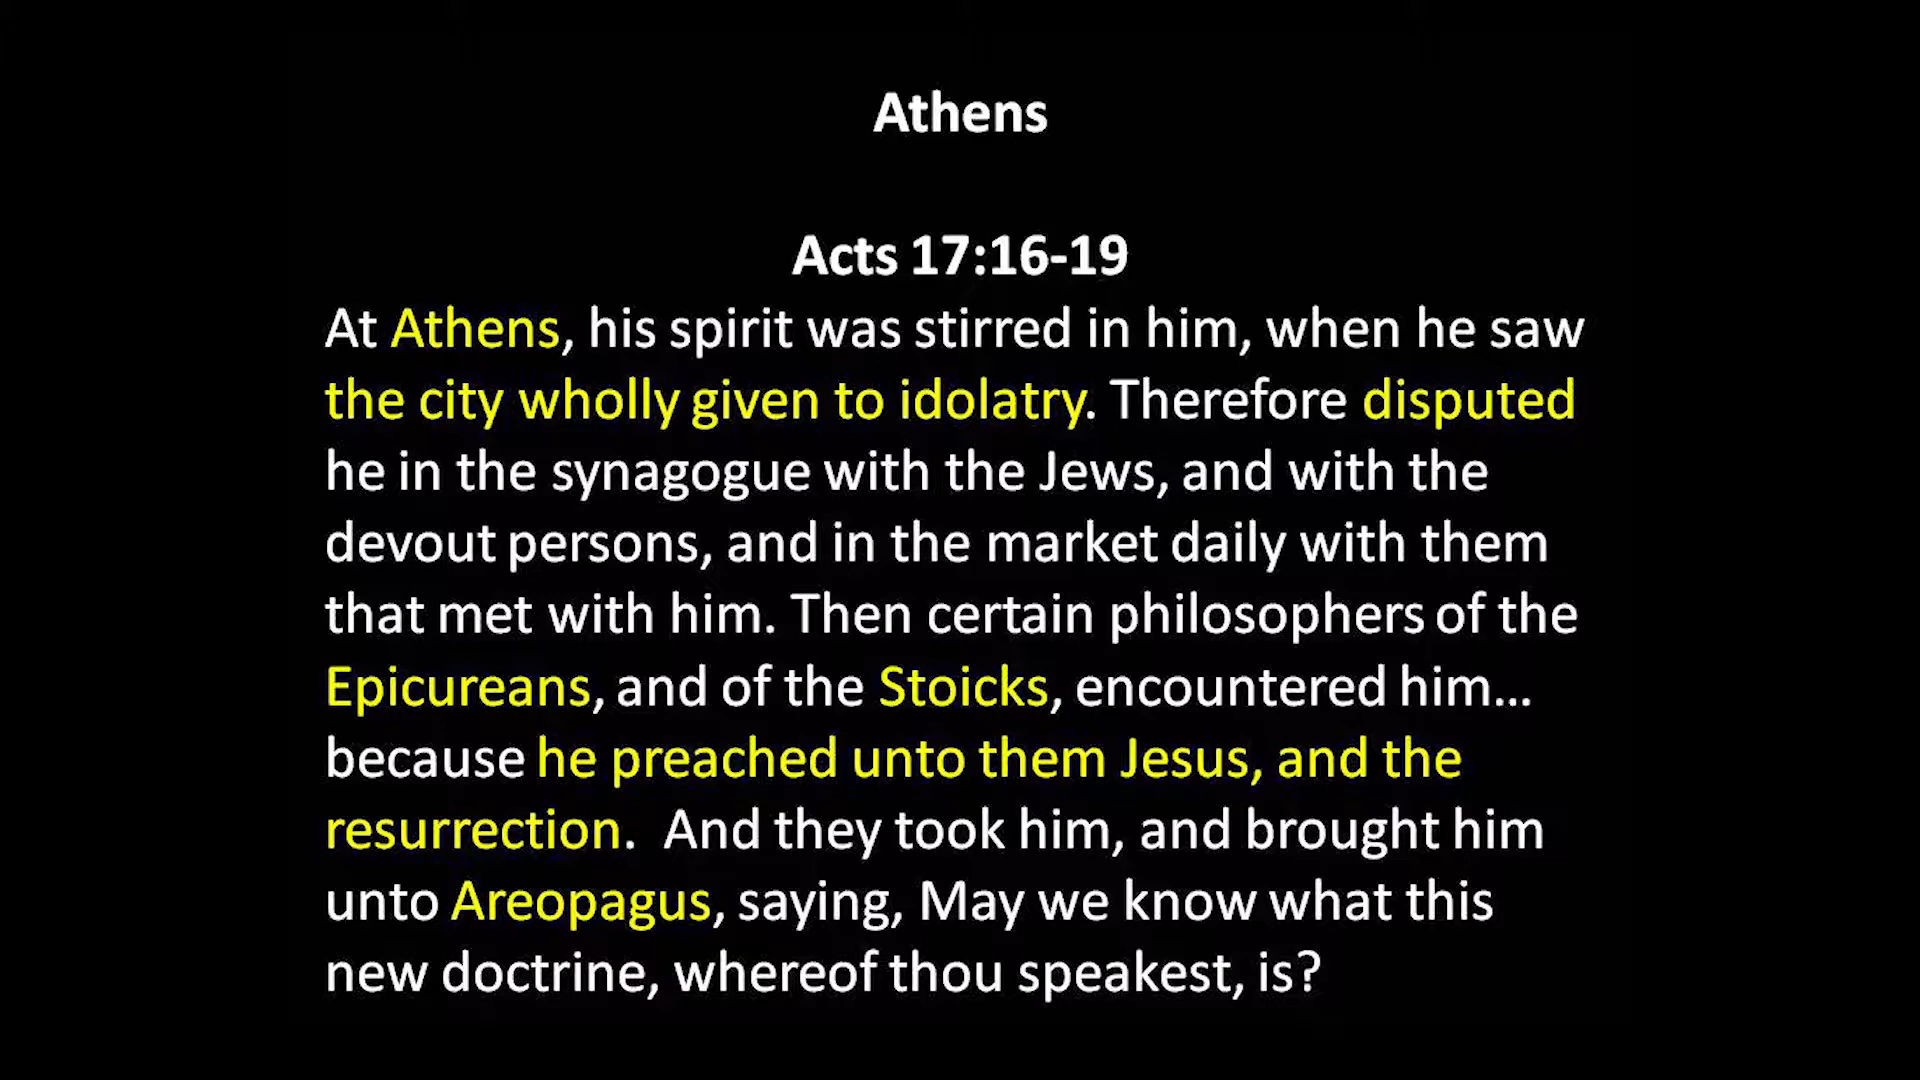 Athens
Acts 17:16-19
At Athens, his spirit was stirred in him, when he saw
the city wholly given to idolatry. Therefore disputed
he in the synagogue with the Jews, and with the
devout persons, and in the market daily with them
that met with him. Then certain philosophers of the
Epicureans, and of the Stoicks, encountered him...
because he preached unto them Jesus, and the
resurrection.  And they took him, and brought him
unto Areopagus, saying, May we know what this
new doctrine, whereof thou speakest, is?